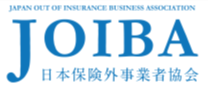 JAPAN OUT OF INSURANCE BUSINESS ASSOCIATION
JOIBA
日本保険外事業者協会